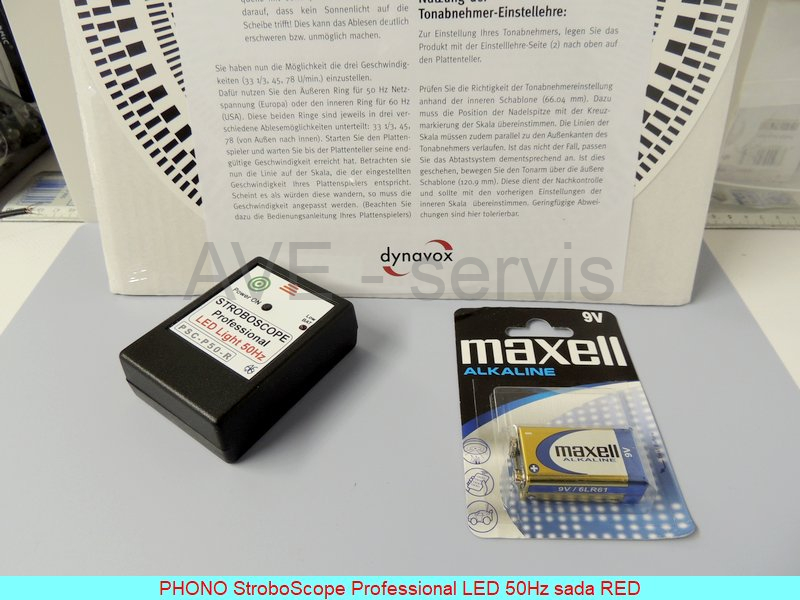 darauf, dass kein Sonnenlicht auf die
Scheibe trifft! Dies kann das Ablesen deutlich
erschweren bzw. unmöglich machen.
Sie haben nun die Möglichkeit die drei Geschwindig-
keiten (33 1/3, 45, 78 U/min.) einzustellen.
Dafür nutzen Sie den Äußeren Ring für 50 Hz Netz-
spannung (Europa) oder den inneren Ring für 60 Hz
(USA). Diese beiden Ringe sind jeweils in drei ver-
schiedene Ablesemöglichkeiten unterteilt: 33 1/3, 45,
78 (von Außen nach innen). Starten Sie den Platten-
spieler und warten Sie bis der Plattenteller seine end-
gültige Geschwindigkeit erreicht hat. Betrachten sie
nun die Linie auf der Skala, die der eingestellten
Geschwindigkeit Ihres Plattenspielers entspricht.
Scheint es als würden diese wandern, so muss die
Geschwindigkeit angepasst werden. (Beachten Sie
dazu die Bedienungsanleitung Ihres Plattenspielers)
Tonabnehmer-Einstellehre:
Zur Einstellung Ihres Tonabnehmers, legen Sie das
Produkt mit der Einstelllehre-Seite (2) nach oben auf
den Plattenteller.
Prüfen Sie die Richtigkeit der Tonabnehmereinstellung
anhand der inneren Schablone (66.04 mm). Dazu
muss die Position der Nadelspitze mit der Kreuz-
markierung der Skala übereinstimmen. Die Linien der
Skala müssen zudem parallel zu den Außenkanten des
Tonabnehmers verlaufen. Ist das nicht der Fall, passen
Sie das Abtastsystem dementsprechend an. Ist dies
geschehen, bewegen Sie den Tonarm über die äußere
Schablone (120,9 mm). Diese dient der Nachkontrolle
und sollte mit den vorherigen Einstellungen der
inneren Skala übereinstimmen. Geringfügige Abwei-
chungen sind hier tolerierbar.
dynavox
AVE - servis
Power ON
Low
BAT
STROBOSCOPE
Professional
LED Light 50Hz
PSC-P50-R
9V
maxell
ALKALINE
maxell
ALKALINE
9V
9V / 6LR61
PHONO StroboScope Professional LED 50Hz sada RED